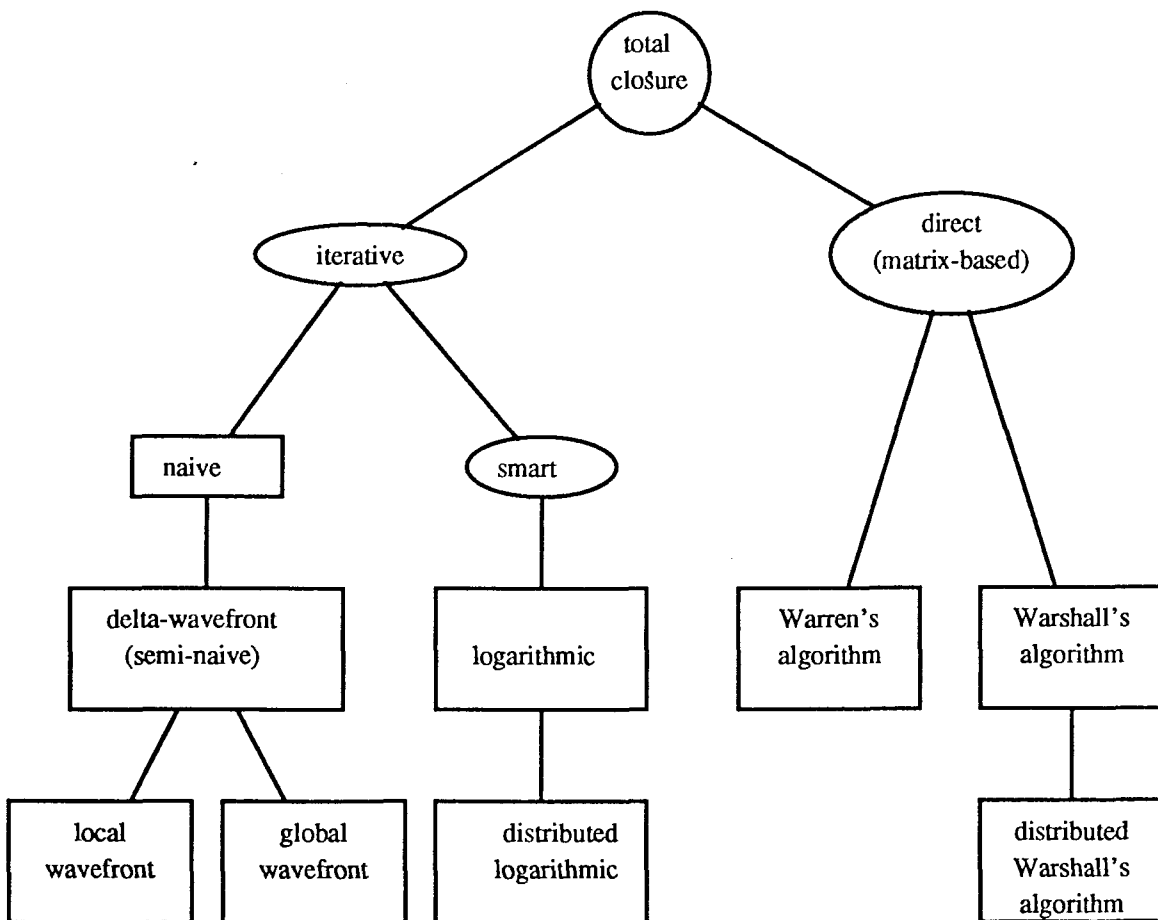 total
closure
iterative
direct
(matrix-based)
naive
smart
delta-wavefront
(semi-naive)
logarithmic
Warren's
algorithm
Warshall's
algorithm
local
wavefront
global
wavefront
distributed
logarithmic
distributed
Warshall's
algorithm